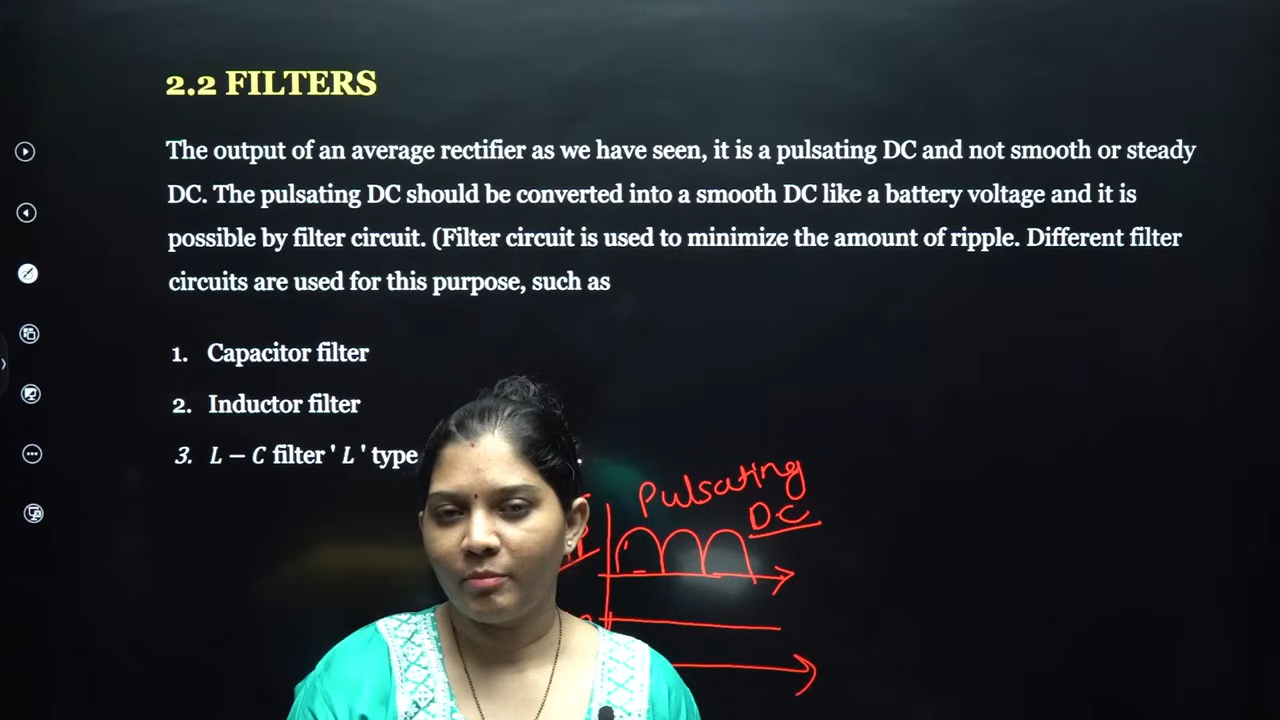 2.2 FILTERS
The output of an average rectifier as we have seen, it is a pulsating DC and not smooth or steady
DC. The pulsating DC should be converted into a smooth DC like a battery voltage and it is
possible by filter circuit. (Filter circuit is used to minimize the amount of ripple. Different filter
circuits are used for this purpose, such as
1. Capacitor filter
2. Inductor filter
3. L – C filter ' L ' type
Pulsating
DC